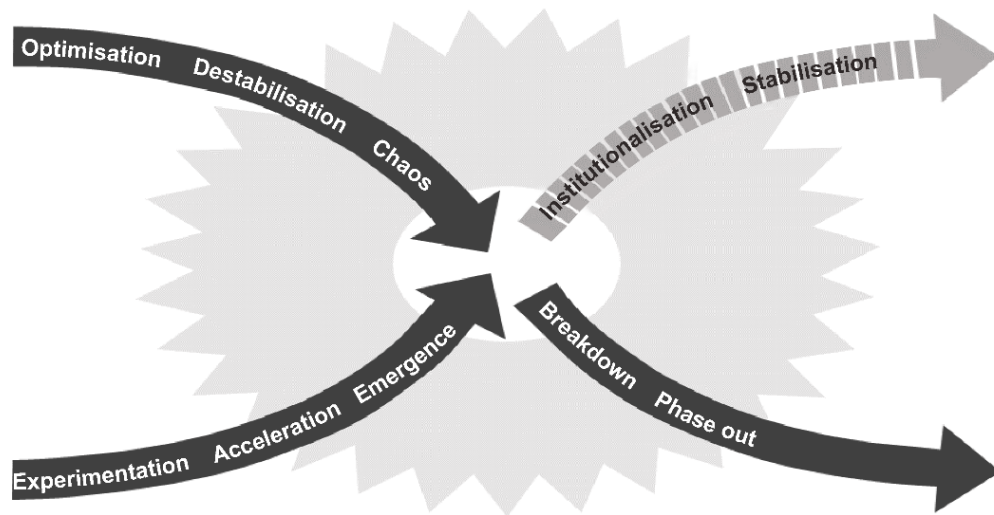 Optimisation
Destabilisation
Chaos
Institutionalisation
Stabilisation
Experimentation
Acceleration
Emergence
Breakdown
Phase out